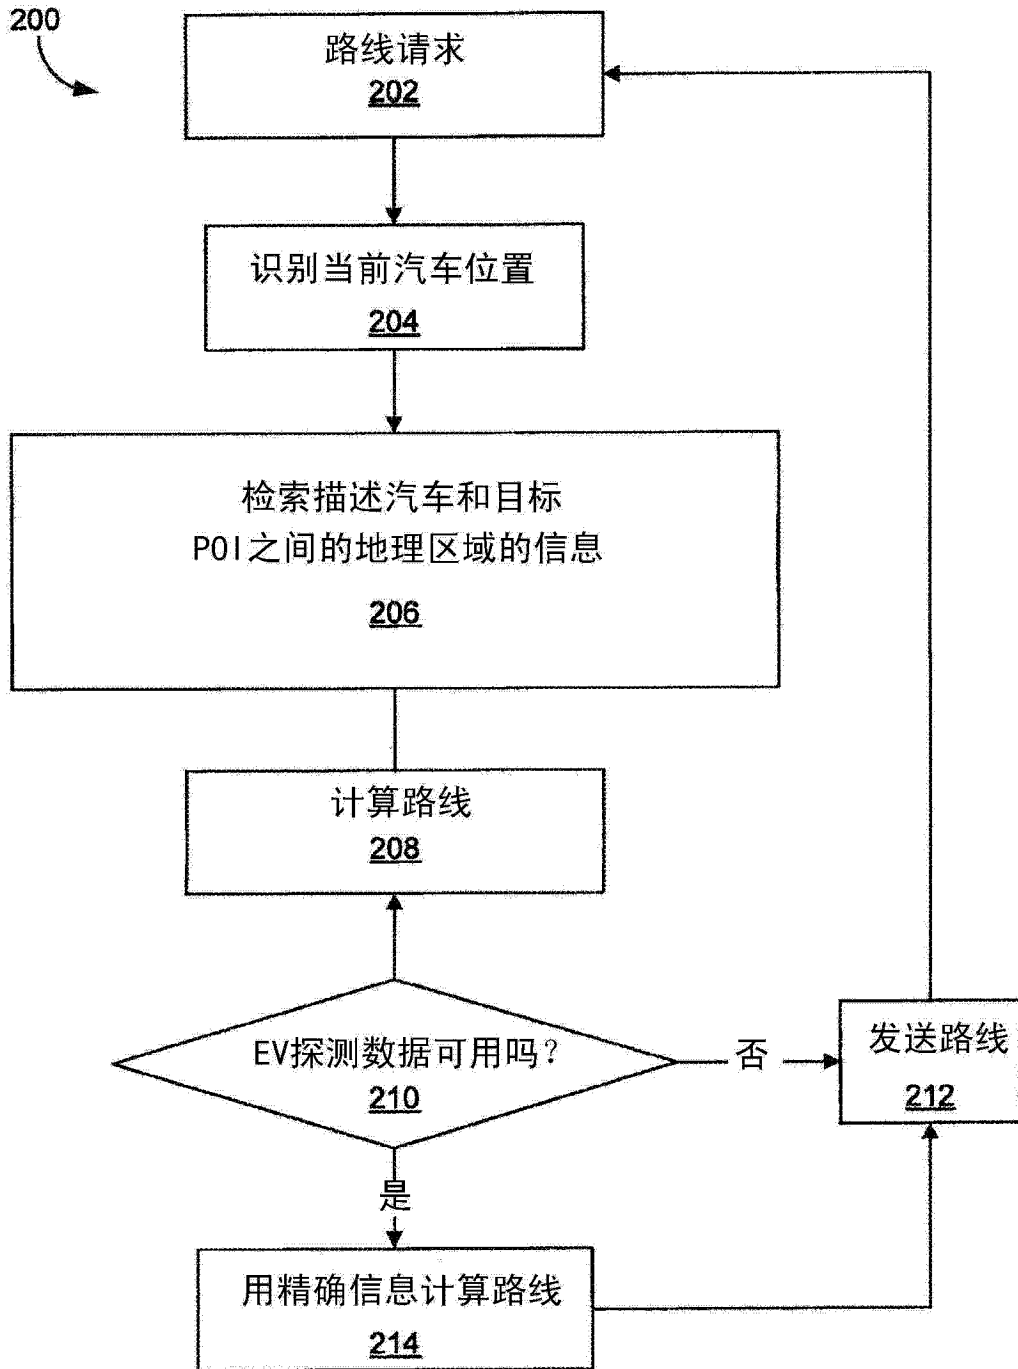 200
路线请求
202
识别当前汽车位置
204
检索描述汽车和目标
POI之间的地理区域的信息
206
计算路线
208
EV探测数据可用吗?
210
否
发送路线
212
是
用精确信息计算路线
214